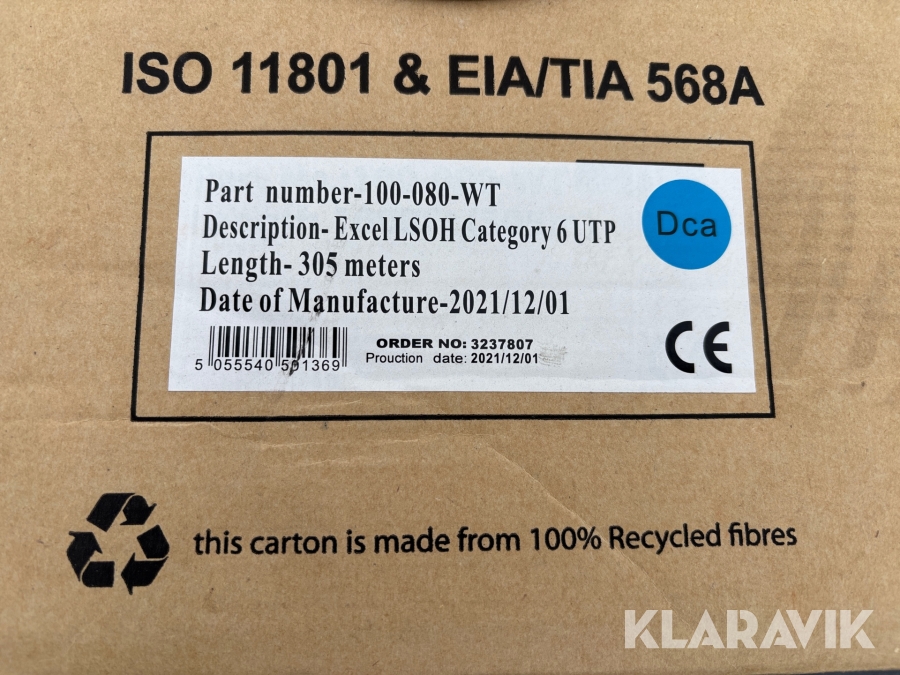 ISO 11801 & EIA/TIA 568A
Part number-100-080-WT
Description- Excel LSOH Category 6 UTP
Dca
Length- 305 meters
Date of Manufacture-2021/12/01
5 055540 501369
ORDER NO: 3237807
Prouction date: 2021/12/01
CE
this carton is made from 100% Recycled fibres
KLARAVIK